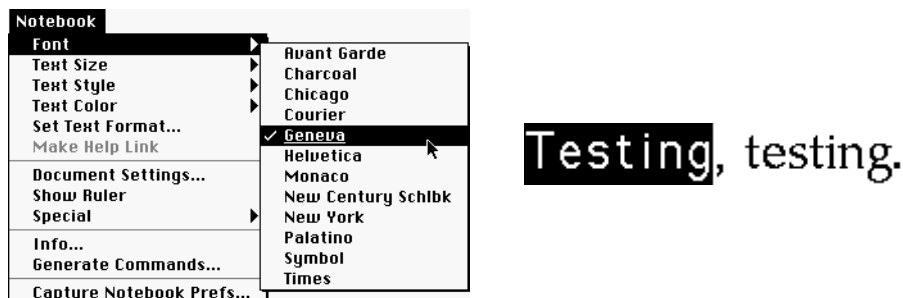 Notebook
Font
Text Size
Text Style
Text Color
Set Text Format...
Make Help Link
Document Settings...
Show Ruler
Special
Info...
Generate Commands...
Capture Notebook Prefs...
Avant Garde
Charcoal
Chicago
Courier
✓ Geneva
Helvetica
Monaco
New Century Schlbk
New York
Palatino
Symbol
Times
Testing, testing.